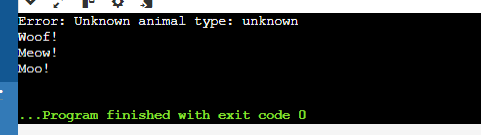 Error: Unknown animal type: unknown
Woof!
Meow!
Moo!
...Program finished with exit code 0